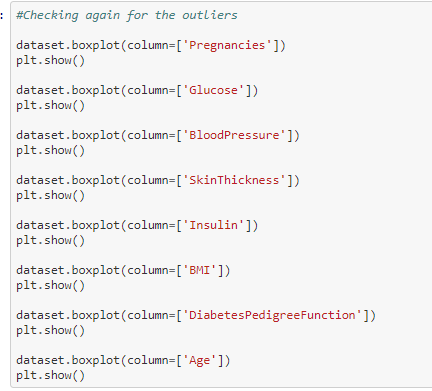 :
#Checking again for the outliers
dataset.boxplot(column=['Pregnancies'])
plt.show()
dataset.boxplot(column=['Glucose'])
plt.show()
dataset.boxplot(column=['BloodPressure'])
plt.show()
dataset.boxplot(column=['SkinThickness'])
plt.show()
dataset.boxplot(column=['Insulin'])
plt.show()
dataset.boxplot(column=['BMI'])
plt.show()
dataset.boxplot(column=['DiabetesPedigreeFunction'])
plt.show()
dataset.boxplot(column=['Age'])
plt.show()